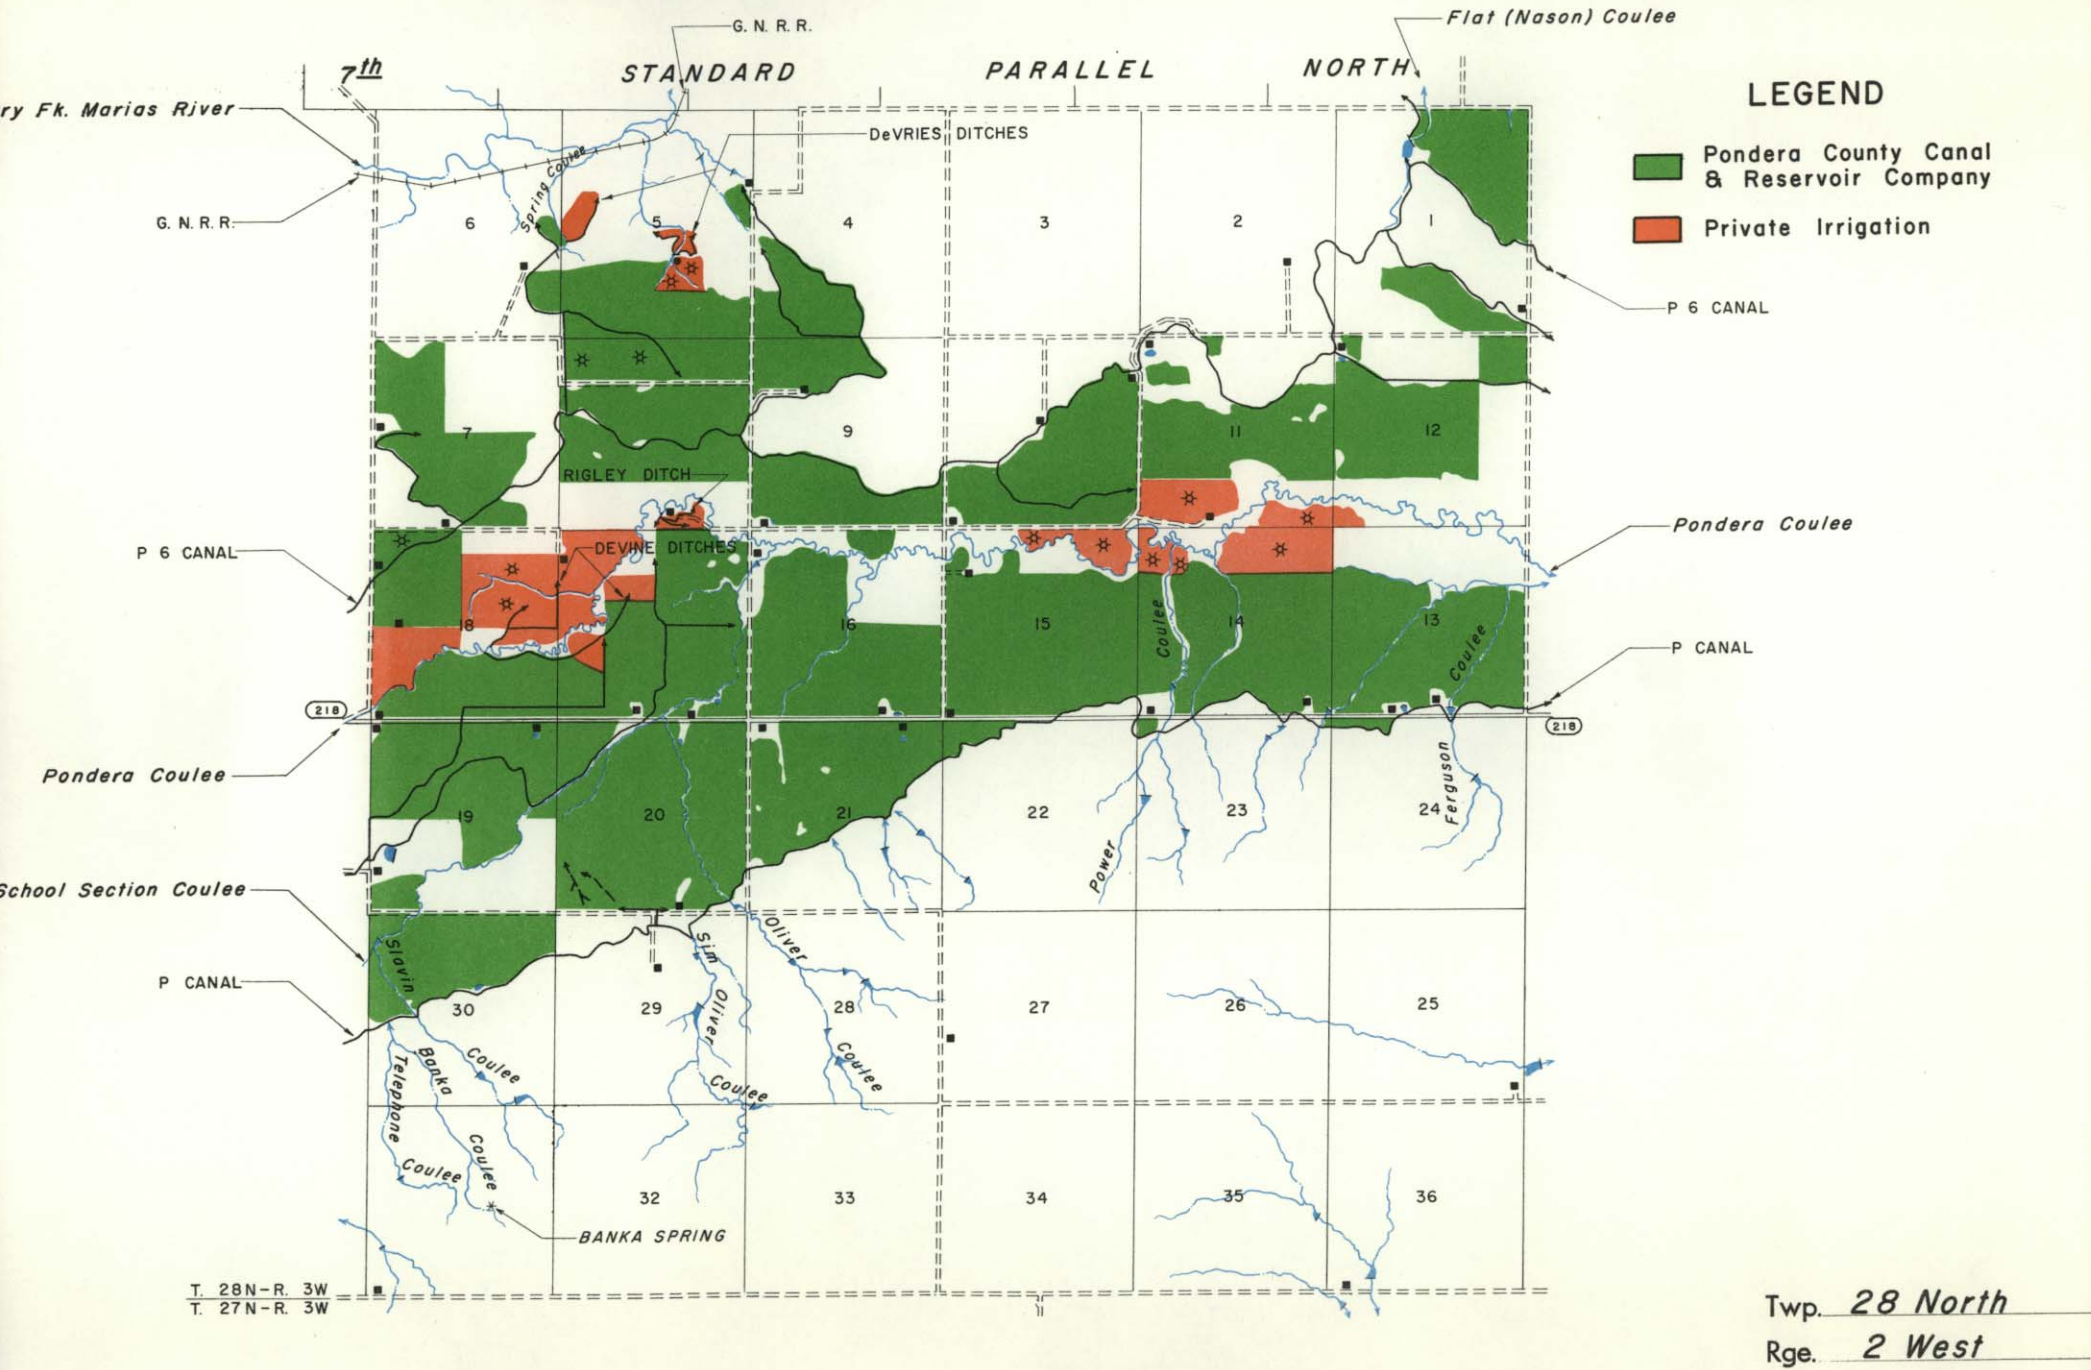 G. N. R. R.
Flat (Nason) Coulee
7th STANDARD PARALLEL NORTH
LEGEND
ry Fk. Marias River
DeVRIES DITCHES
Pondera County Canal
& Reservoir Company
Spring Coulee
G. N. R. R.
6 5 4 3 2 1
Private Irrigation
P 6 CANAL
7 9 11 12
RIGLEY DITCH
Pondera Coulee
P 6 CANAL
DEVINE DITCHES
18 16 15 14 13
Coulee
Coulee
P CANAL
218
218
Pondera Coulee
19 20 21 22 23 24
Ferguson
Power
School Section Coulee
Slavin
Sim
Oliver
P CANAL
30 29 28 27 26 25
Oliver
Telephone
Banka
Coulee
Coulee
Coulee
Coulee
Coulee
32 33 34 35 36
BANKA SPRING
T. 28N-R. 3W
T. 27N-R. 3W
Twp. 28 North
Rge. 2 West